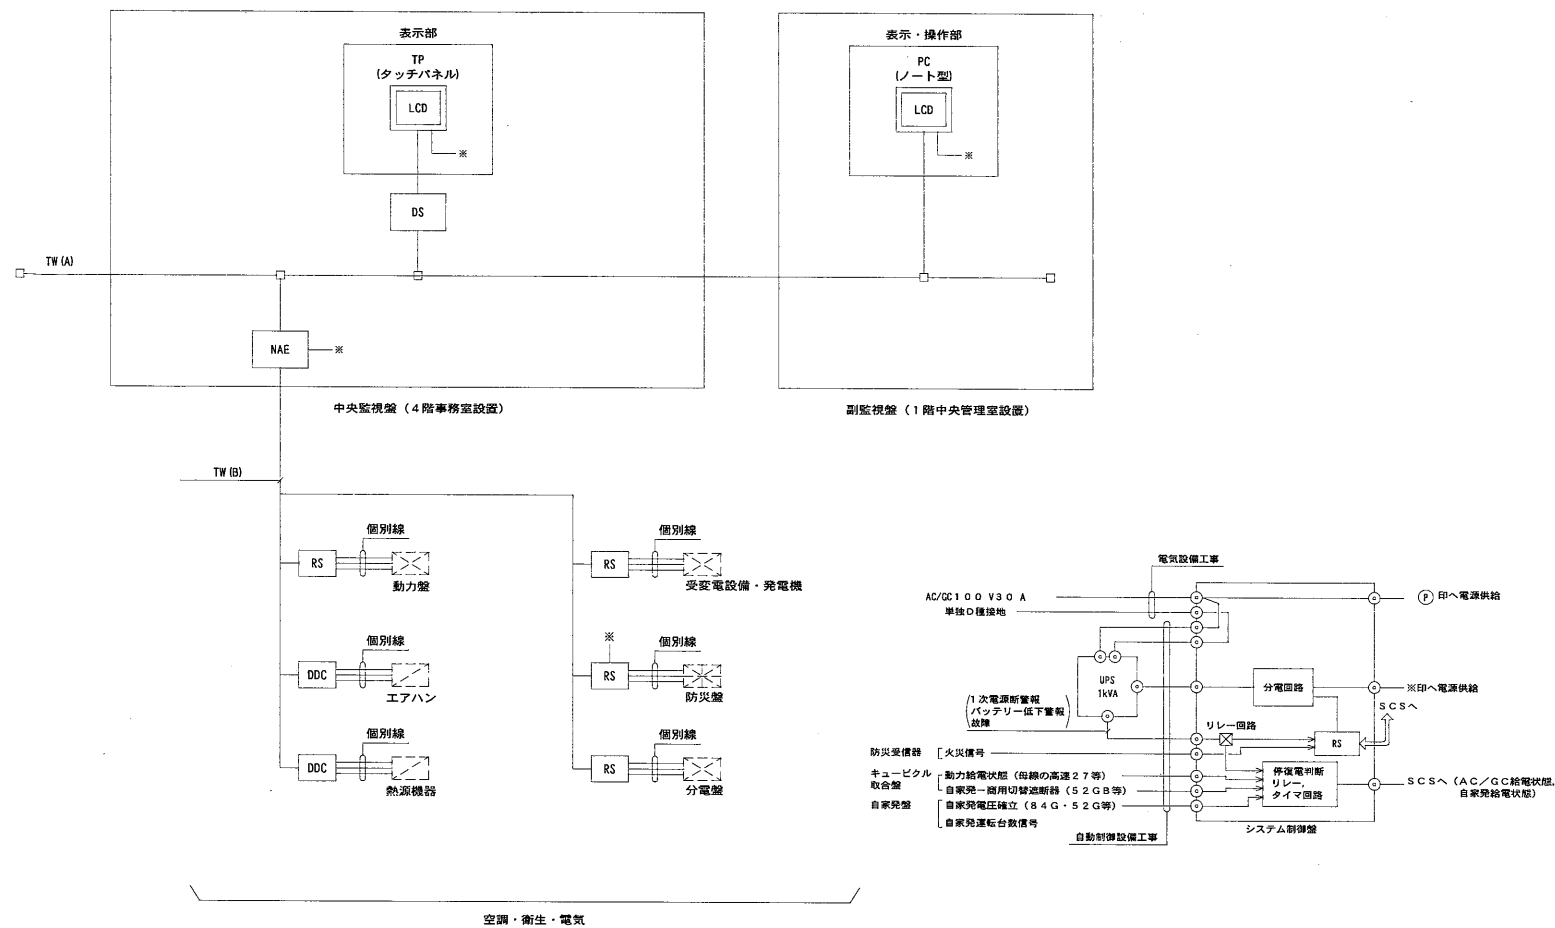 表示部
TP
(タッチパネル)
LCD
※
DS
表示・操作部
PC
(ノート型)
LCD
※
TW(A)
NAE
※
中央監視盤（4階事務室設置）
副監視盤（1階中央管理室設置）
TW(B)
個別線
RS
動力盤
個別線
RS
受変電設備・発電機
個別線
DDC
エアハン
※
個別線
RS
防災盤
個別線
DDC
熱源機器
個別線
RS
分電盤
空調・衛生・電気
電気設備工事
AC/GC100 V30 A
単独D種接地
P 印へ電源供給
UPS
1kVA
分電回路
※印へ電源供給
1次電源断警報
バッテリー低下警報
故障
SCSへ
リレー回路
RS
防災受信器
火災信号
キュービクル
取合盤
動力給電状態（母線の高速27等）
自家発－商用切替遮断器（52GB等）
停復電判断
リレー,
タイマ回路
SCSへ（AC／GC給電状態,
自家発給電状態）
自家発盤
自家発電圧確立（84G・52G等）
自家発運転台数信号
システム制御盤
自動制御設備工事